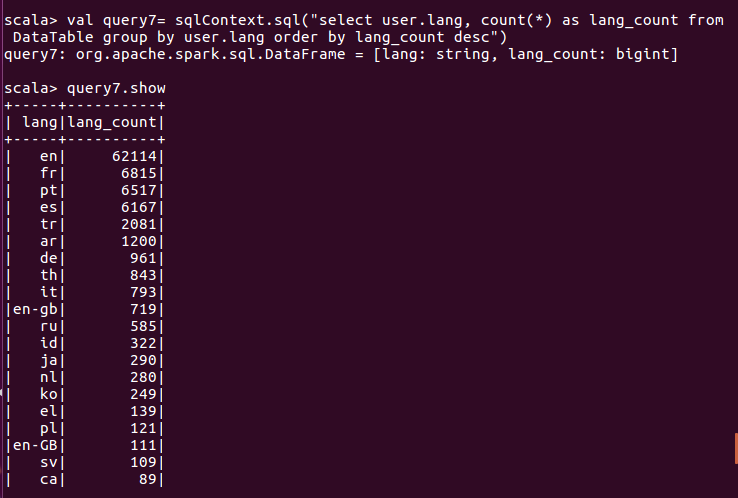 scala> val query7= sqlContext.sql("select user.lang, count(*) as lang_count from
 DataTable group by user.lang order by lang_count desc")
query7: org.apache.spark.sql.DataFrame = [lang: string, lang_count: bigint]

scala> query7.show
+-----+----------+
| lang|lang_count|
+-----+----------+
|   en|     62114|
|   fr|      6815|
|   pt|      6517|
|   es|      6167|
|   tr|      2081|
|   ar|      1200|
|   de|       961|
|   th|       843|
|   it|       793|
|en-gb|       719|
|   ru|       585|
|   id|       322|
|   ja|       290|
|   nl|       280|
|   ko|       249|
|   el|       139|
|   pl|       121|
|en-GB|       111|
|   sv|       109|
|   ca|        89|